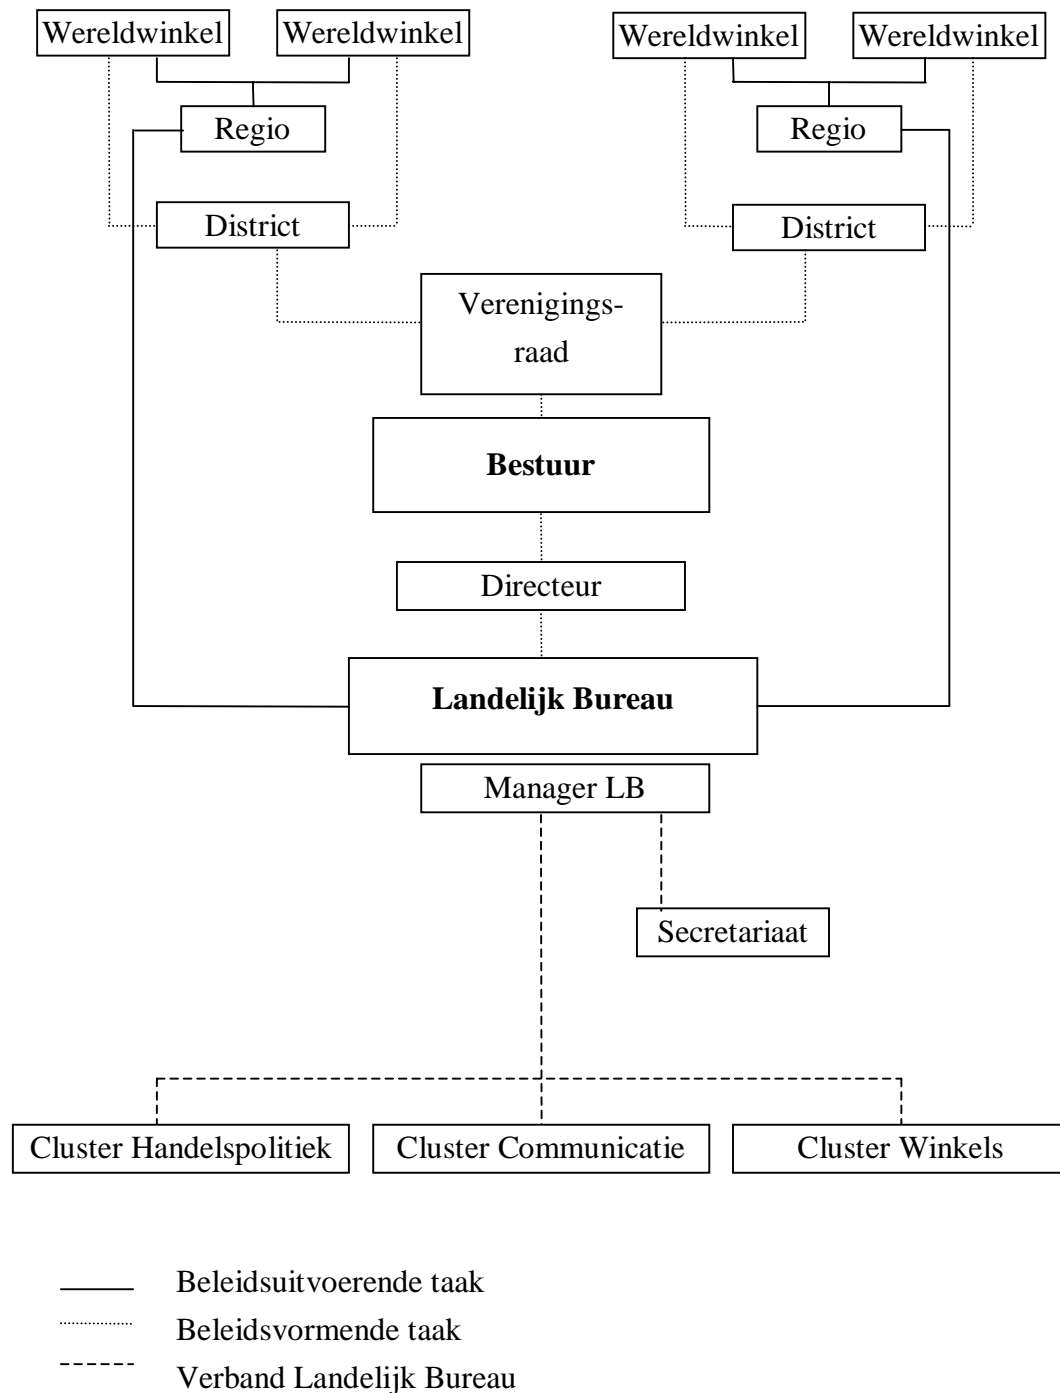 Wereldwinkel Wereldwinkel Wereldwinkel Wereldwinkel
Regio Regio
District District
Verenigings-
raad
Bestuur
Directeur
Landelijk Bureau
Manager LB
Secretariaat
Cluster Handelspolitiek Cluster Communicatie Cluster Winkels
Beleidsuitvoerende taak
Beleidsvormende taak
Verband Landelijk Bureau